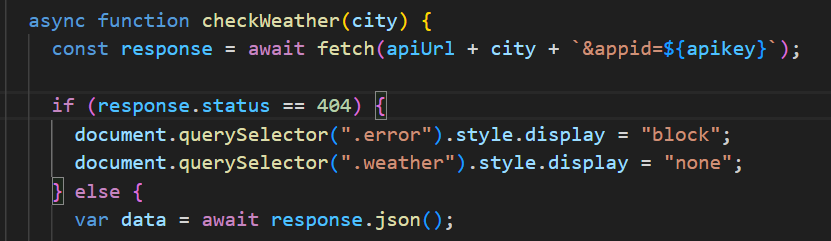 async function checkWeather(city) {
const response = await fetch(apiUrl + city + `&appid=${apikey}`);
if (response.status == 404) {
document.querySelector(".error").style.display = "block";
document.querySelector(".weather").style.display = "none";
} else {
var data = await response.json();